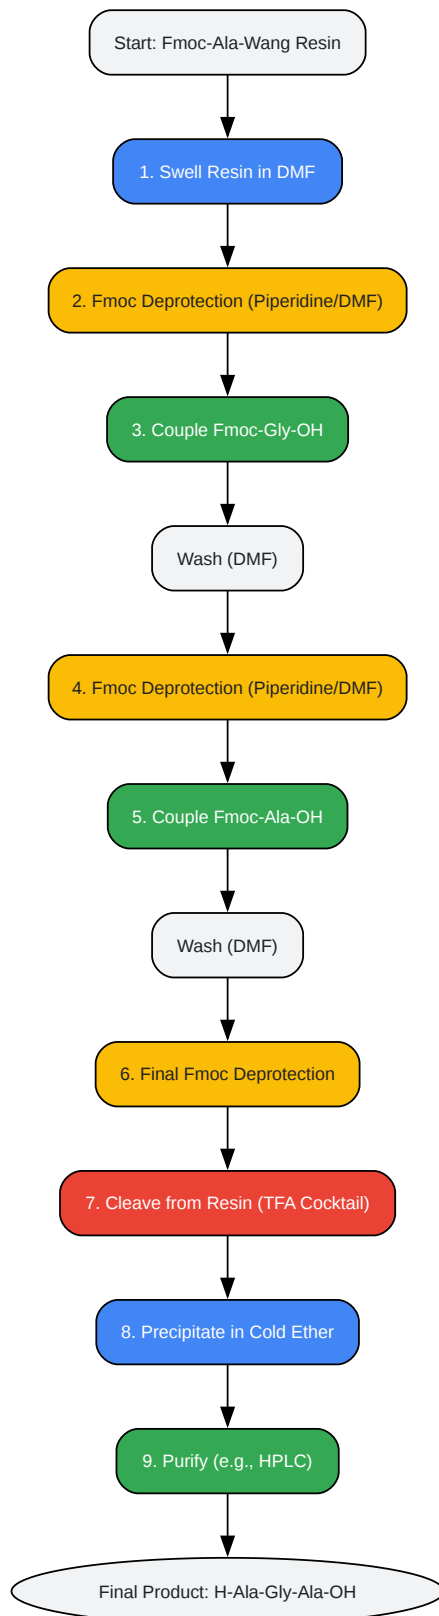 Start: Fmoc-Ala-Wang Resin
1. Swell Resin in DMF
2. Fmoc Deprotection (Piperidine/DMF)
3. Couple Fmoc-Gly-OH
Wash (DMF)
4. Fmoc Deprotection (Piperidine/DMF)
5. Couple Fmoc-Ala-OH
Wash (DMF)
6. Final Fmoc Deprotection
7. Cleave from Resin (TFA Cocktail)
8. Precipitate in Cold Ether
9. Purify (e.g., HPLC)
Final Product: H-Ala-Gly-Ala-OH